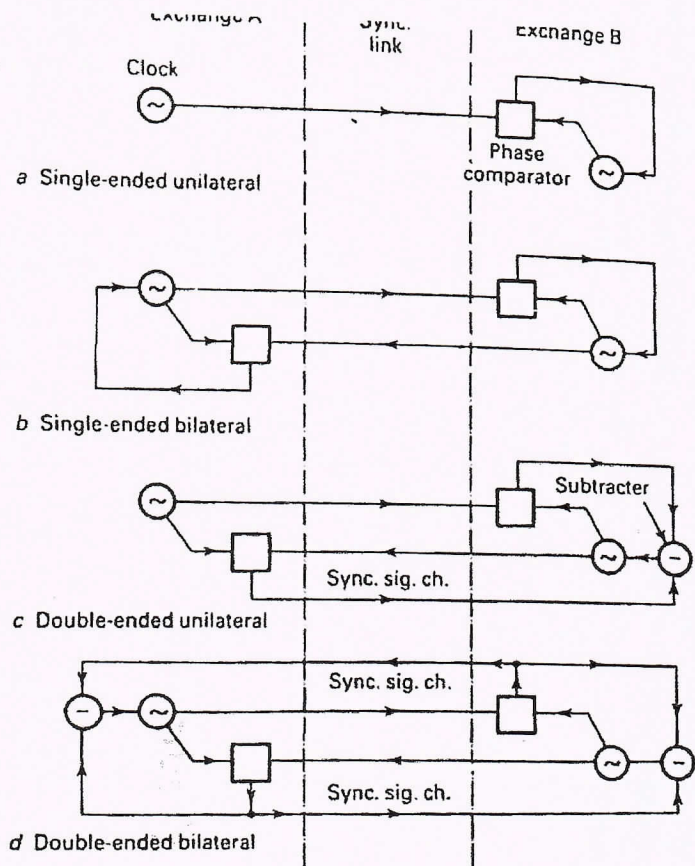 Exchange A
Sync.
link
Exchange B
Clock
Phase
comparator
a Single-ended unilateral
b Single-ended bilateral
Subtracter
Sync. sig. ch.
c Double-ended unilateral
Sync. sig. ch.
Sync. sig. ch.
d Double-ended bilateral